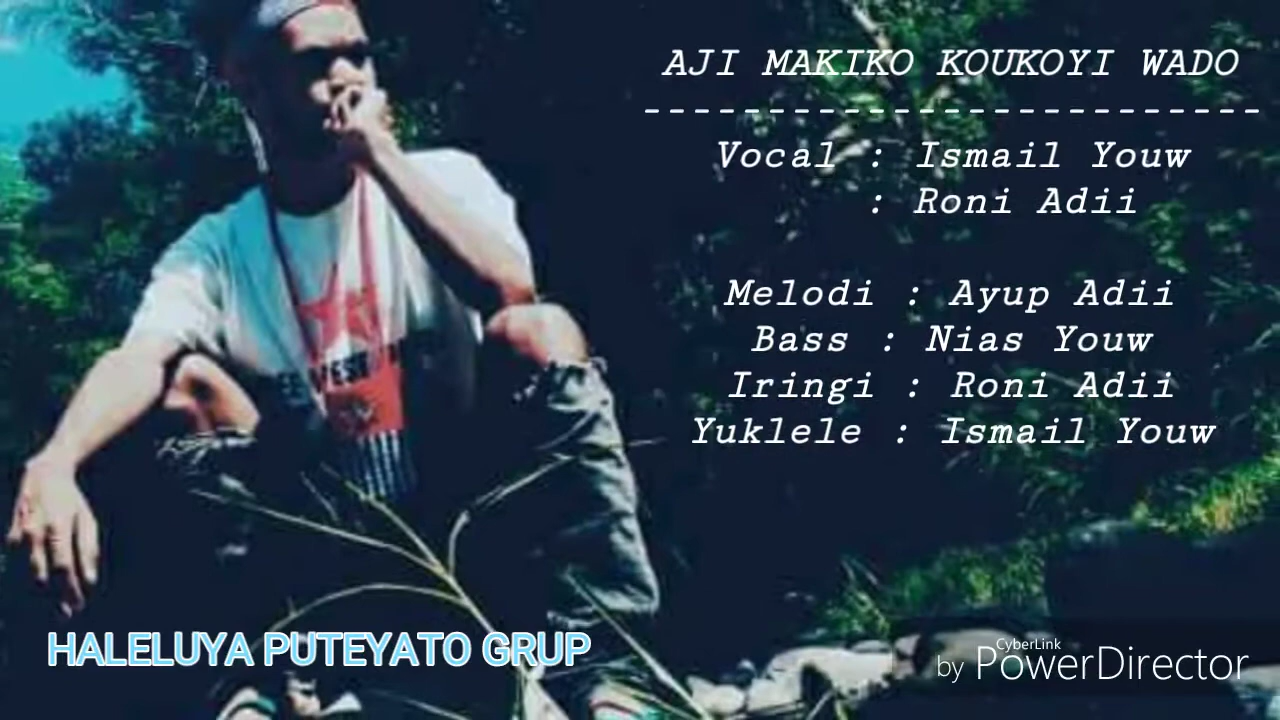 AJI MAKIKO KOUKOYI WADO
--------------------------
Vocal : Ismail Youw
: Roni Adii
Melodi : Ayup Adii
Bass : Nias Youw
Iringi : Roni Adii
Yuklele : Ismail Youw
WEST
HALELUYA PUTEYATO GRUP
CyberLink
by PowerDirector